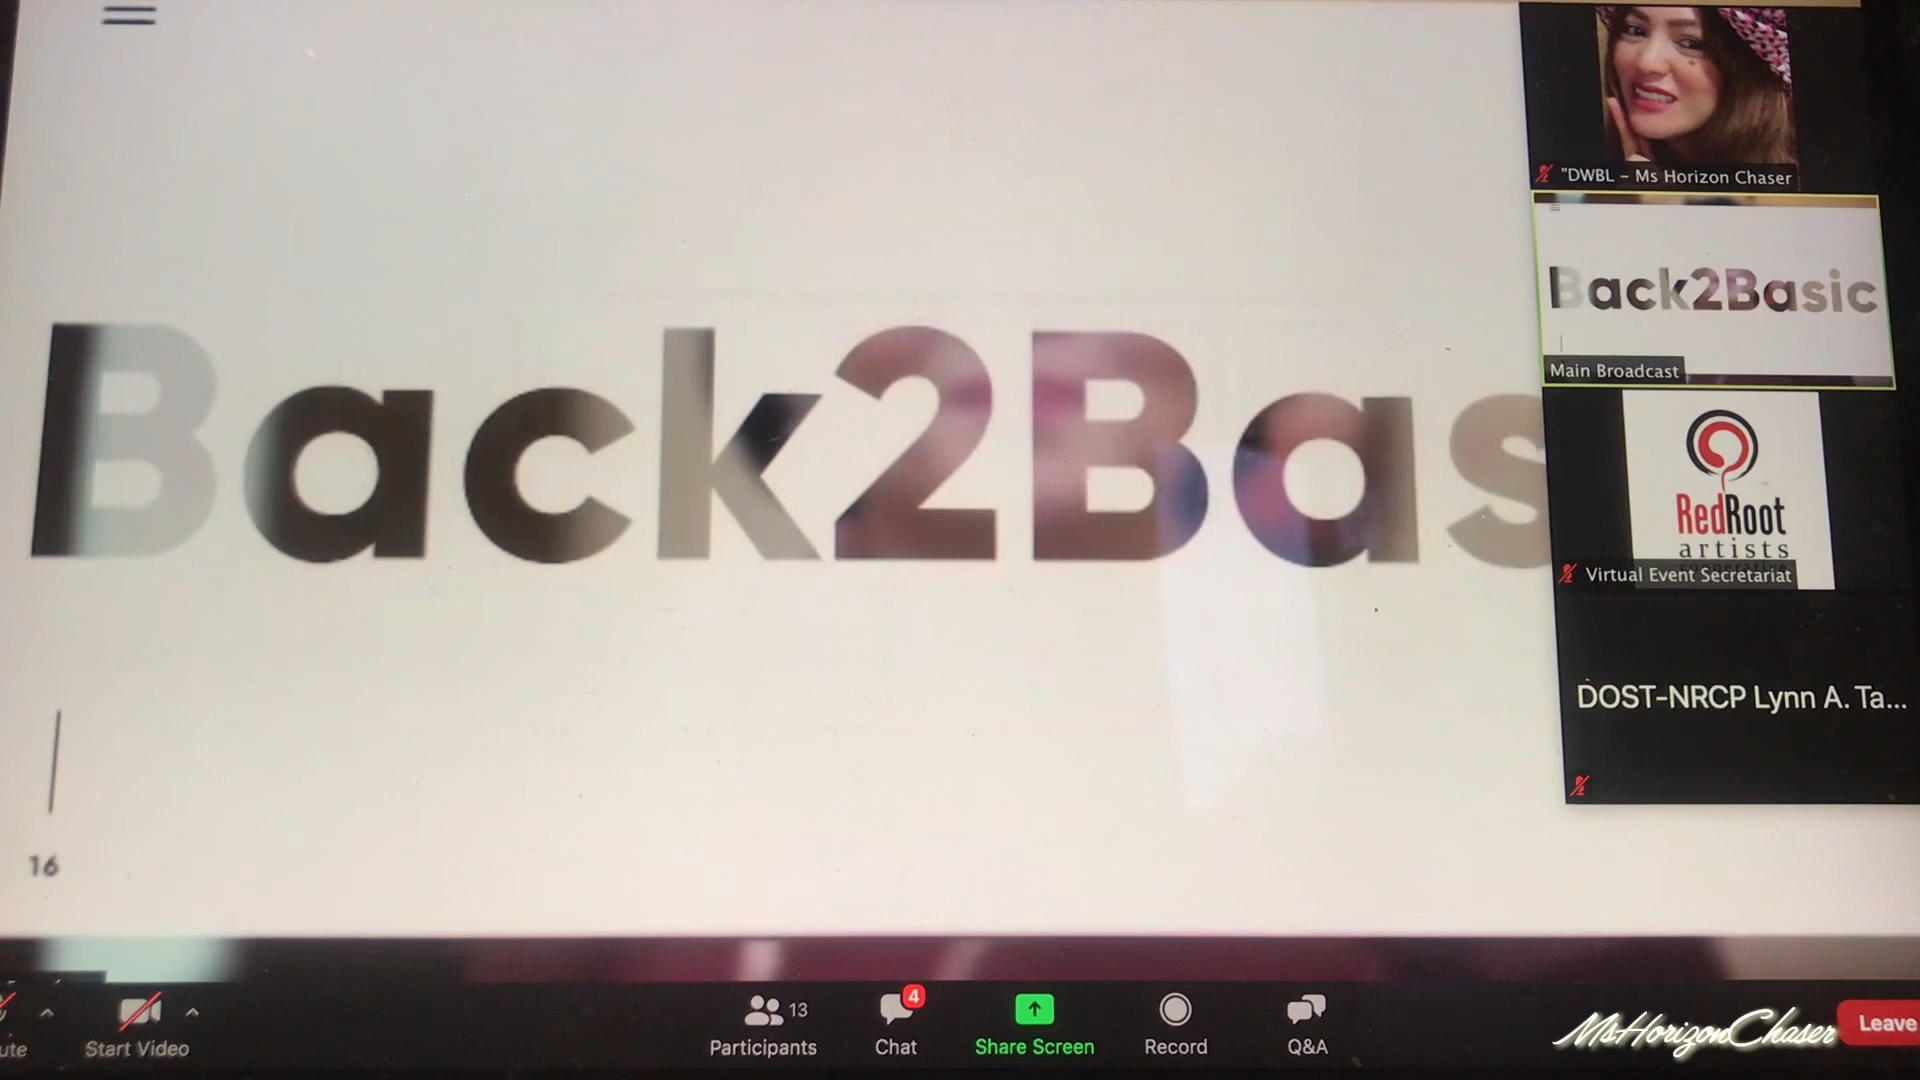 Back2Bas
16
"DWBL – Ms Horizon Chaser
Back2Basic
Main Broadcast
RedRoot
artists
cooperative
Virtual Event Secretariat
DOST-NRCP Lynn A. Ta...
ute
Start Video
13
Participants
4
Chat
Share Screen
Record
Q&A
MsHorizonChaser
Leave